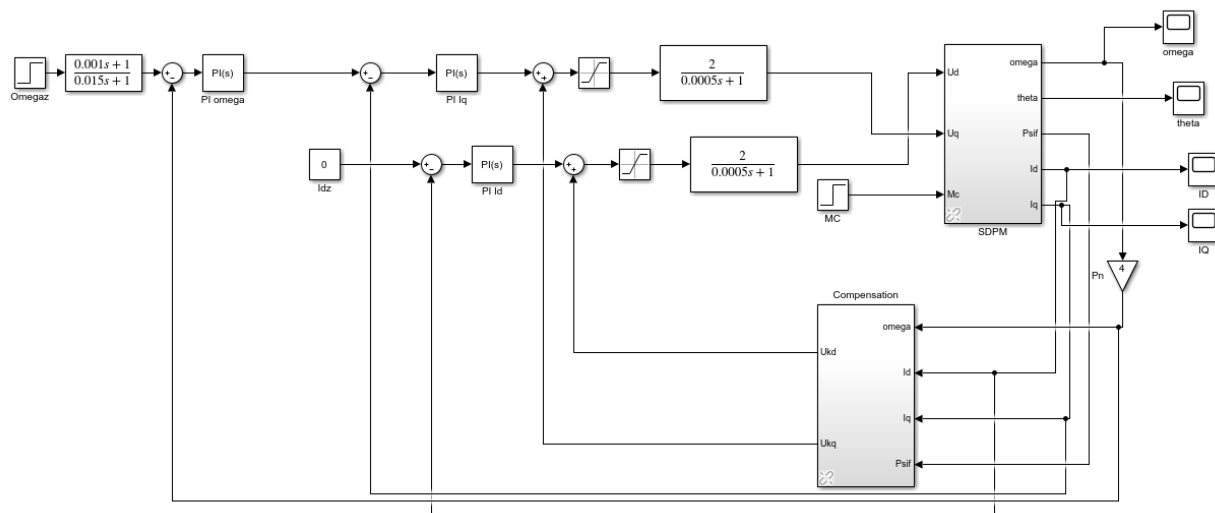 omega
0.001s + 1
0.015s + 1
Omegaz
+
−
PI(s)
PI omega
+
−
PI(s)
PI Iq
+
+
2
0.0005s + 1
Ud
omega
theta
theta
Uq
Psif
0
Idz
+
−
PI(s)
PI Id
+
+
2
0.0005s + 1
Id
ID
Mc
MC
Iq
SDPM
IQ
4
Pn
Compensation
omega
Ukd
Id
Iq
Ukq
Psif